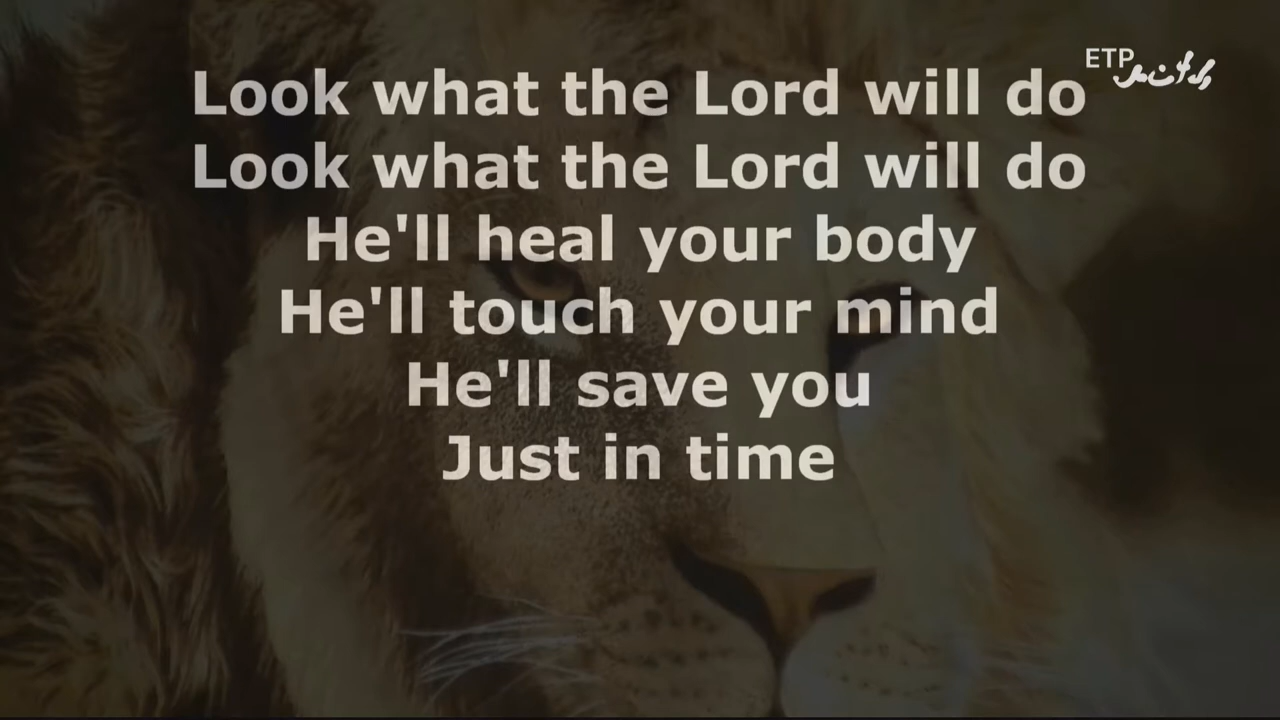 ETP
Look what the Lord will do
Look what the Lord will do
He'll heal your body
He'll touch your mind
He'll save you
Just in time